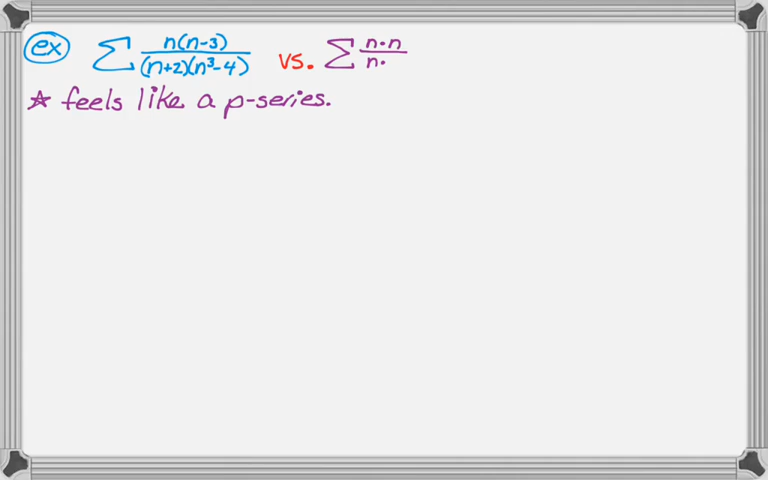 ex ∑ n(n-3)/(n+2)(n³-4) vs. ∑ n·n/n·
☆ feels like a p-series.